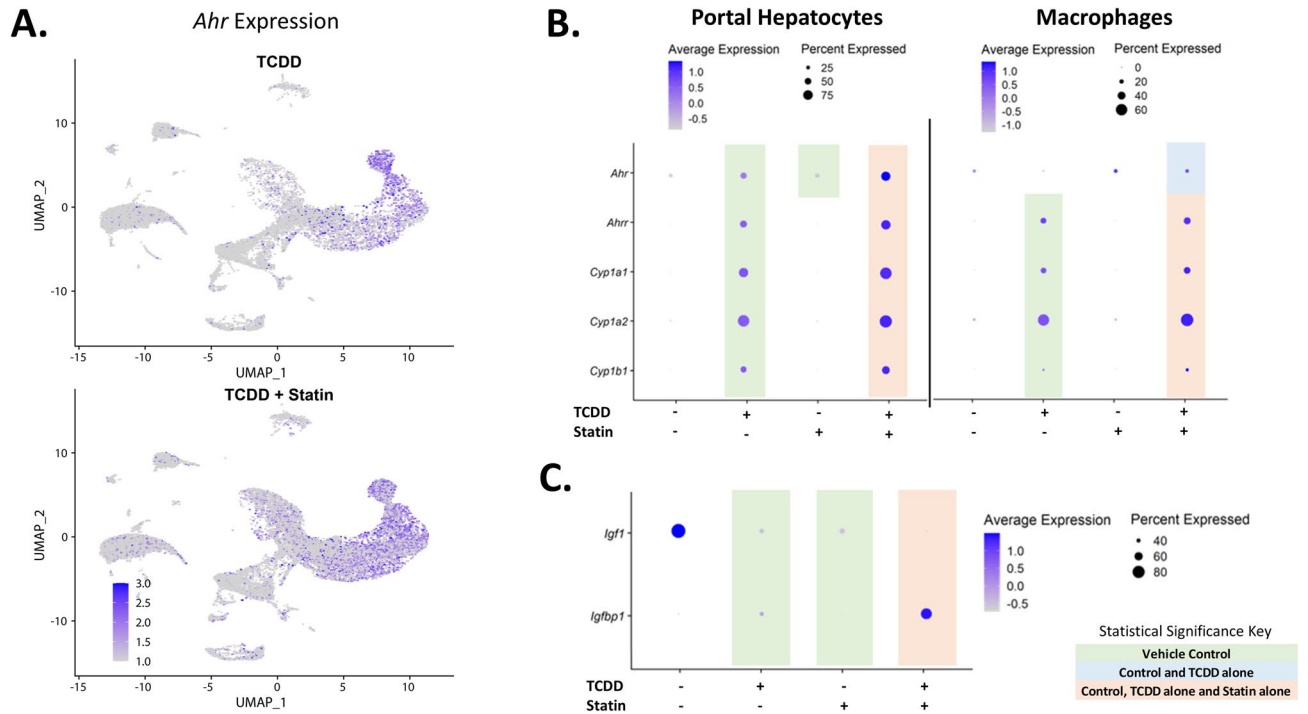 A.
Ahr Expression
TCDD
UMAP_2
10
0
-10
-15 -10 -5 0 5 10
UMAP_1
TCDD + Statin
UMAP_2
10
0
-10
3.0
2.5
2.0
1.5
1.0
-15 -10 -5 0 5 10
UMAP_1
B.
Portal Hepatocytes
Average Expression
1.0
0.5
0.0
-0.5
Percent Expressed
25
50
75
Macrophages
Average Expression
1.0
0.5
0.0
-0.5
-1.0
Percent Expressed
0
20
40
60
Ahr
Ahrr
Cyp1a1
Cyp1a2
Cyp1b1
TCDD - + - + - + - +
Statin - - + + - - + +
C.
Igf1
Igfbp1
TCDD - + - +
Statin - - + +
Average Expression
1.0
0.5
0.0
-0.5
Percent Expressed
40
60
80
Statistical Significance Key
Vehicle Control
Control and TCDD alone
Control, TCDD alone and Statin alone